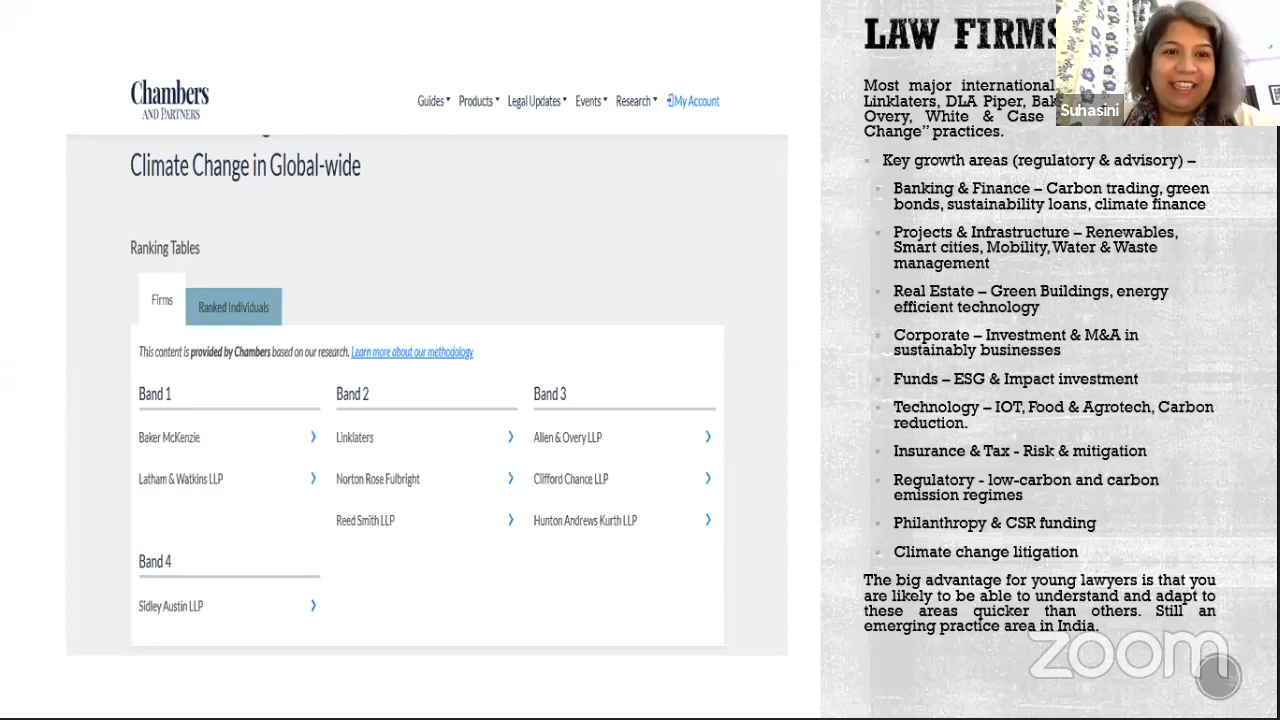 Chambers
AND PARTNERS
Guides
Products
Legal Updates
Events
Research
My Account
Climate Change in Global-wide
Ranking Tables
Firms
Ranked Individuals
This content is provided by Chambers based on our research. Learn more about our methodology
Band 1
Band 2
Band 3
Baker McKenzie
Linklaters
Allen & Overy LLP
Latham & Watkins LLP
Norton Rose Fulbright
Clifford Chance LLP
Reed Smith LLP
Hunton Andrews Kurth LLP
Band 4
Sidley Austin LLP
LAW FIRMS
Most major international
Linklaters, DLA Piper,
Overy, White & Case
Change" practices.
Key growth areas (regulatory & advisory) –
Banking & Finance – Carbon trading, green
bonds, sustainability loans, climate finance
Projects & Infrastructure – Renewables,
Smart cities, Mobility, Water & Waste
management
Real Estate – Green Buildings, energy
efficient technology
Corporate – Investment & M&A in
sustainably businesses
Funds – ESG & Impact investment
Technology – IOT, Food & Agrotech, Carbon
reduction.
Insurance & Tax - Risk & mitigation
Regulatory - low-carbon and carbon
emission regimes
Philanthropy & CSR funding
Climate change litigation
The big advantage for young lawyers is that you
are likely to be able to understand and adapt to
these areas quicker than others. Still an
emerging practice area in India.
Suhasini
zoom